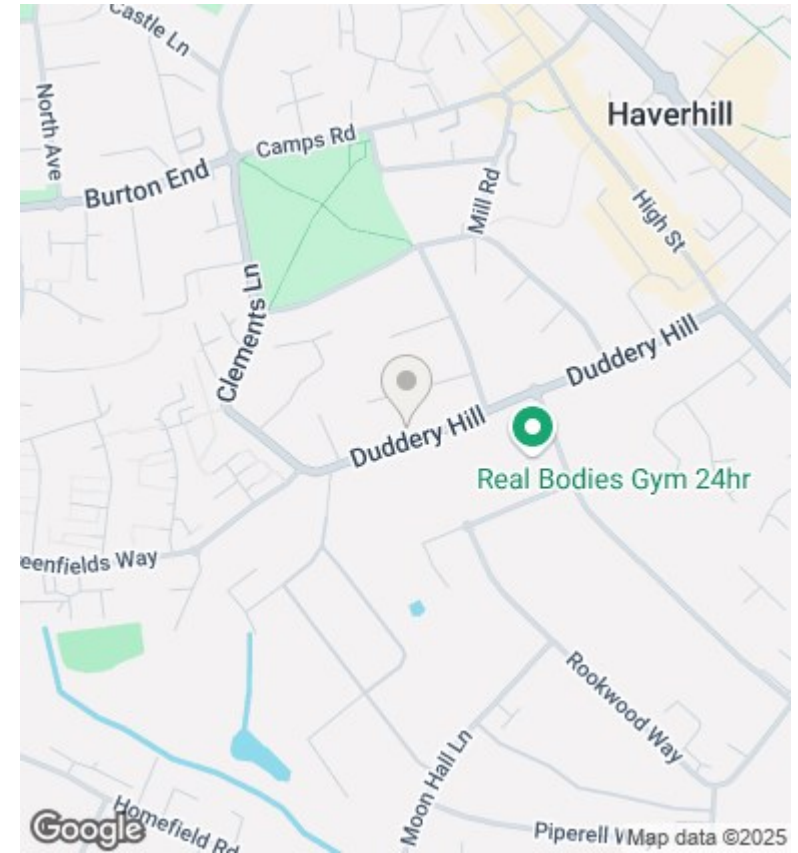 Castle Ln
North Ave
Haverhill
Camps Rd
Burton End
Mill Rd
High St
Clements Ln
Duddery Hill
Duddery Hill
Real Bodies Gym 24hr
eenfields Way
Rookwood Way
Moon Hall Ln
Homefield Rd
Piperell W
Google
Map data ©2025